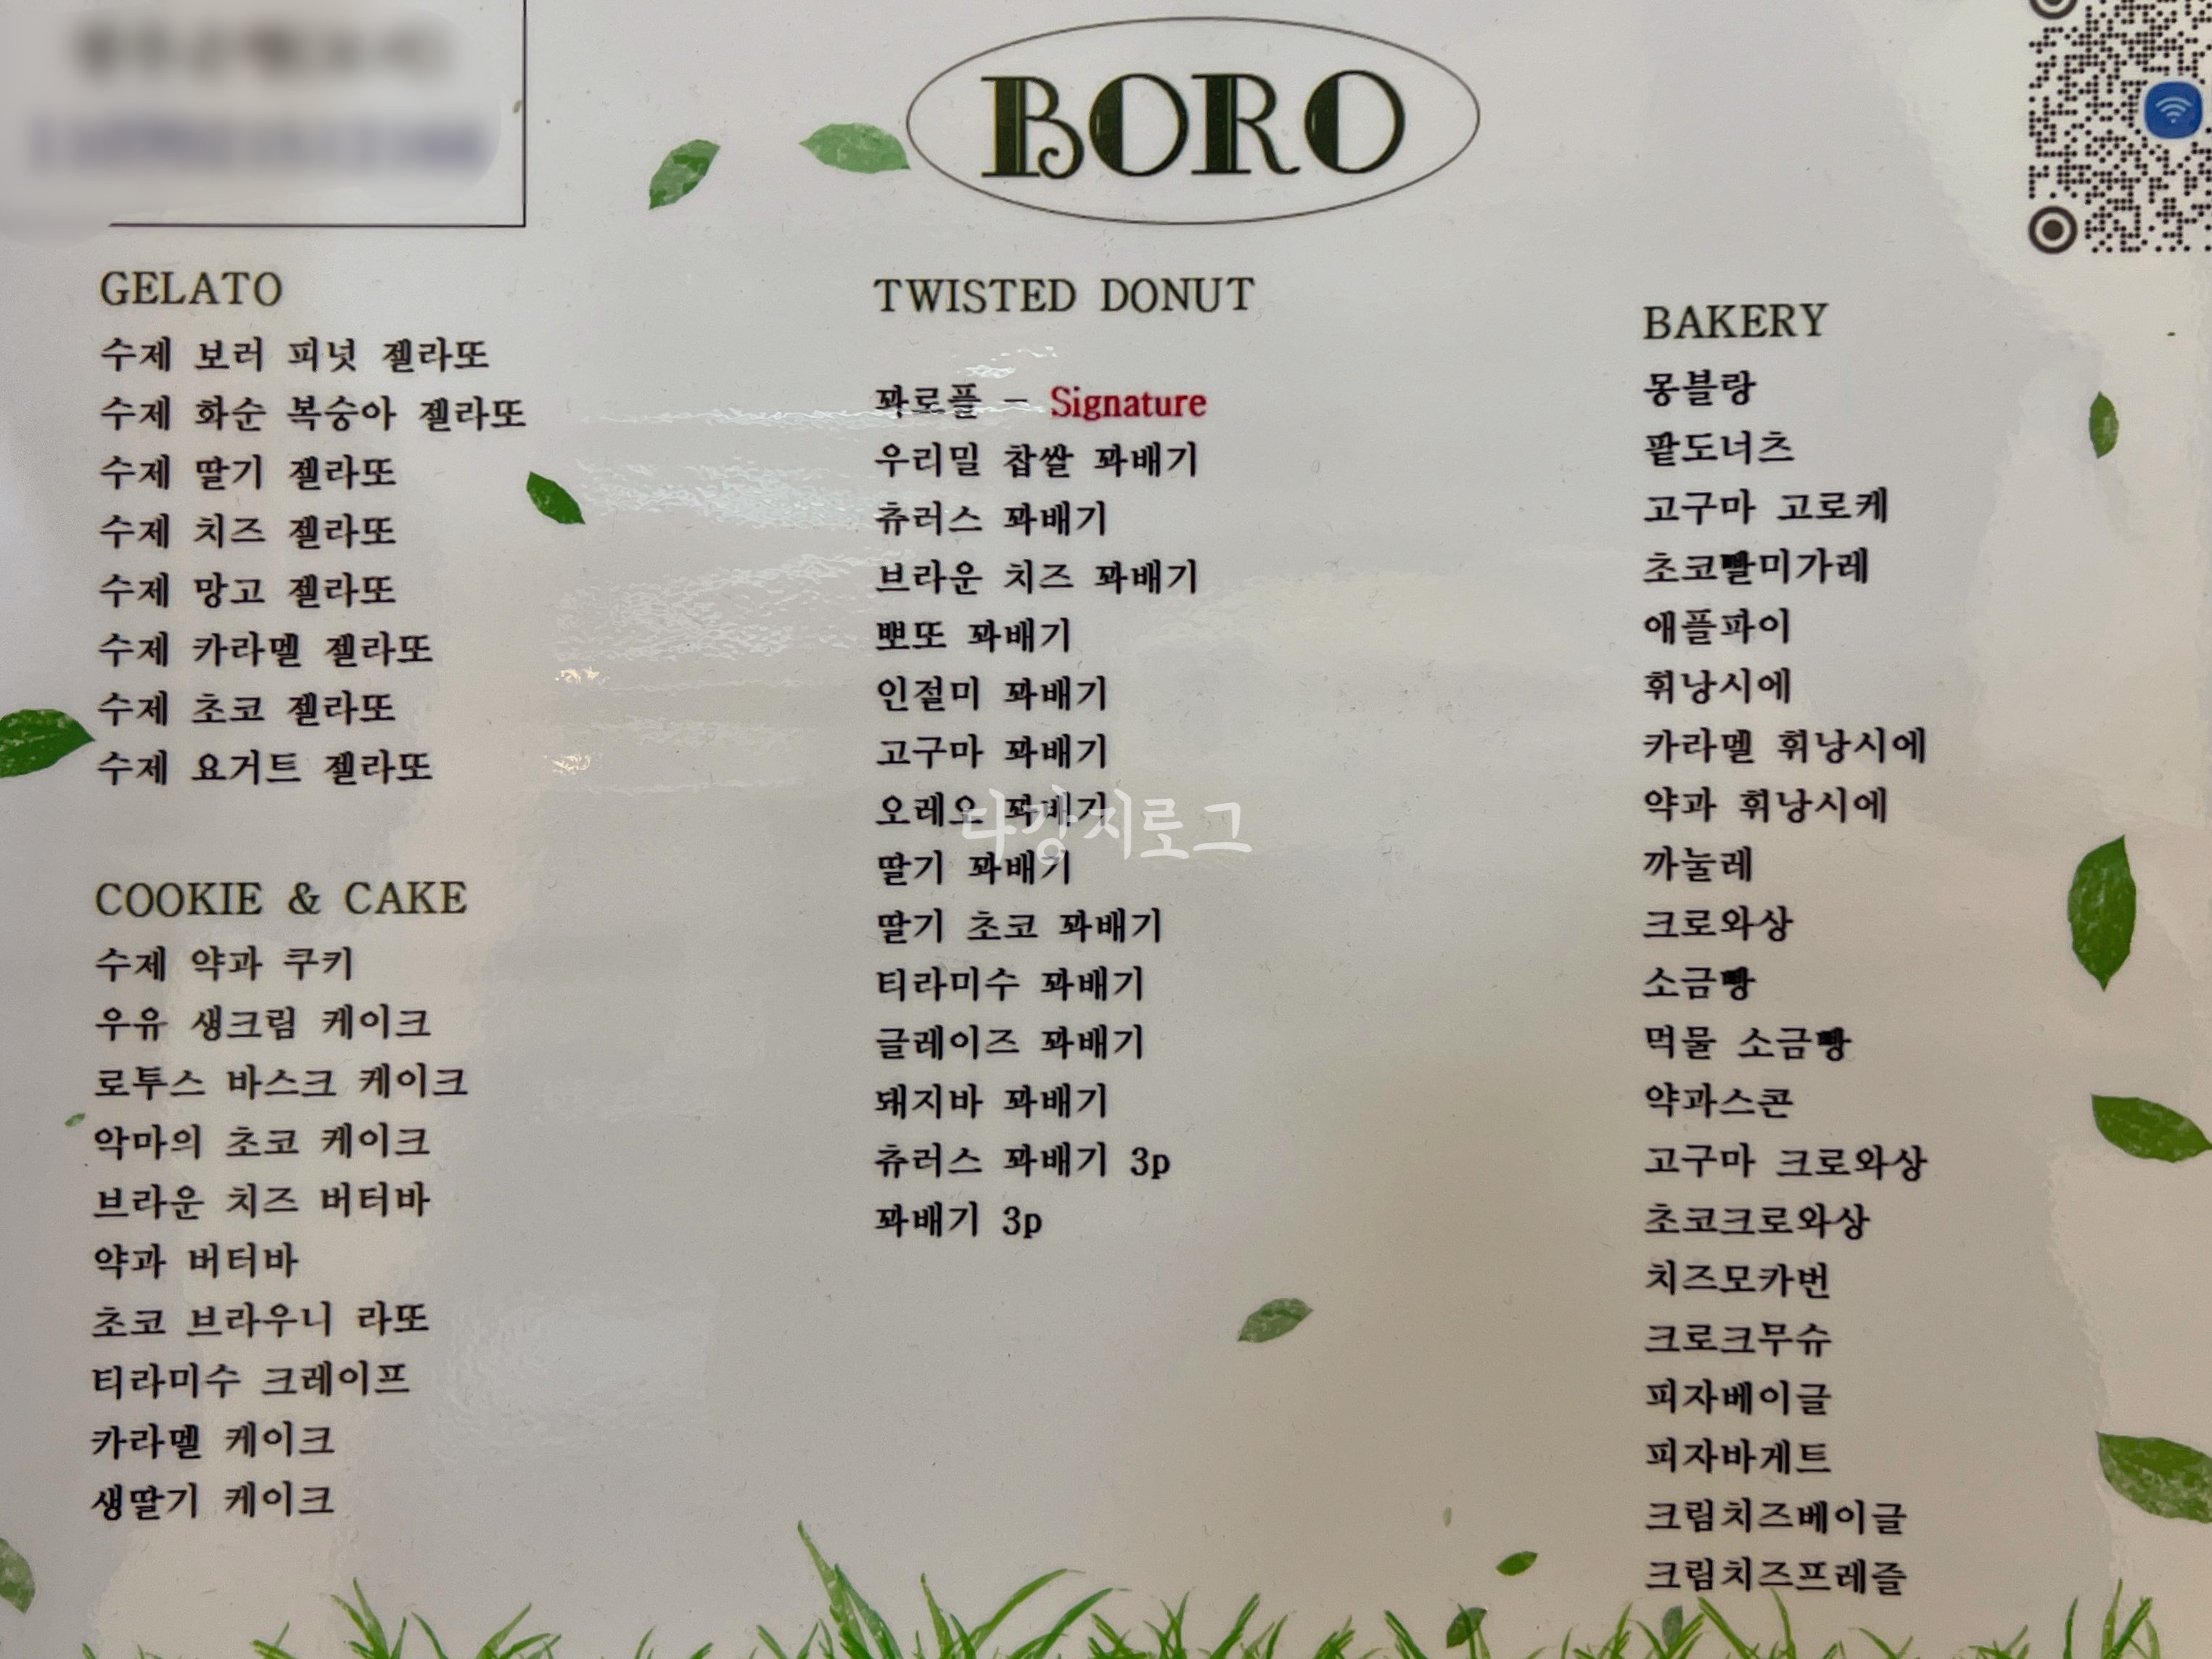 BORO
GELATO
수제 보러 피넛 젤라또
수제 화순 복숭아 젤라또
수제 딸기 젤라또
수제 치즈 젤라또
수제 망고 젤라또
수제 카라멜 젤라또
수제 초코 젤라또
수제 요거트 젤라또
COOKIE & CAKE
수제 약과 쿠키
우유 생크림 케이크
로투스 바스크 케이크
악마의 초코 케이크
브라운 치즈 버터바
약과 버터바
초코 브라우니 라또
티라미수 크레이프
카라멜 케이크
생딸기 케이크
TWISTED DONUT
꽈로플 - Signature
우리밀 찹쌀 꽈배기
츄러스 꽈배기
브라운 치즈 꽈배기
뽀또 꽈배기
인절미 꽈배기
고구마 꽈배기
오레오 꽈배기
다강지로그
딸기 꽈배기
딸기 초코 꽈배기
티라미수 꽈배기
글레이즈 꽈배기
돼지바 꽈배기
츄러스 꽈배기 3p
꽈배기 3p
BAKERY
몽블랑
팥도너츠
고구마 고로케
초코빨미가레
애플파이
휘낭시에
카라멜 휘낭시에
약과 휘낭시에
까눌레
크로와상
소금빵
먹물 소금빵
약과스콘
고구마 크로와상
초코크로와상
치즈모카번
크로크무슈
피자베이글
피자바게트
크림치즈베이글
크림치즈프레즐